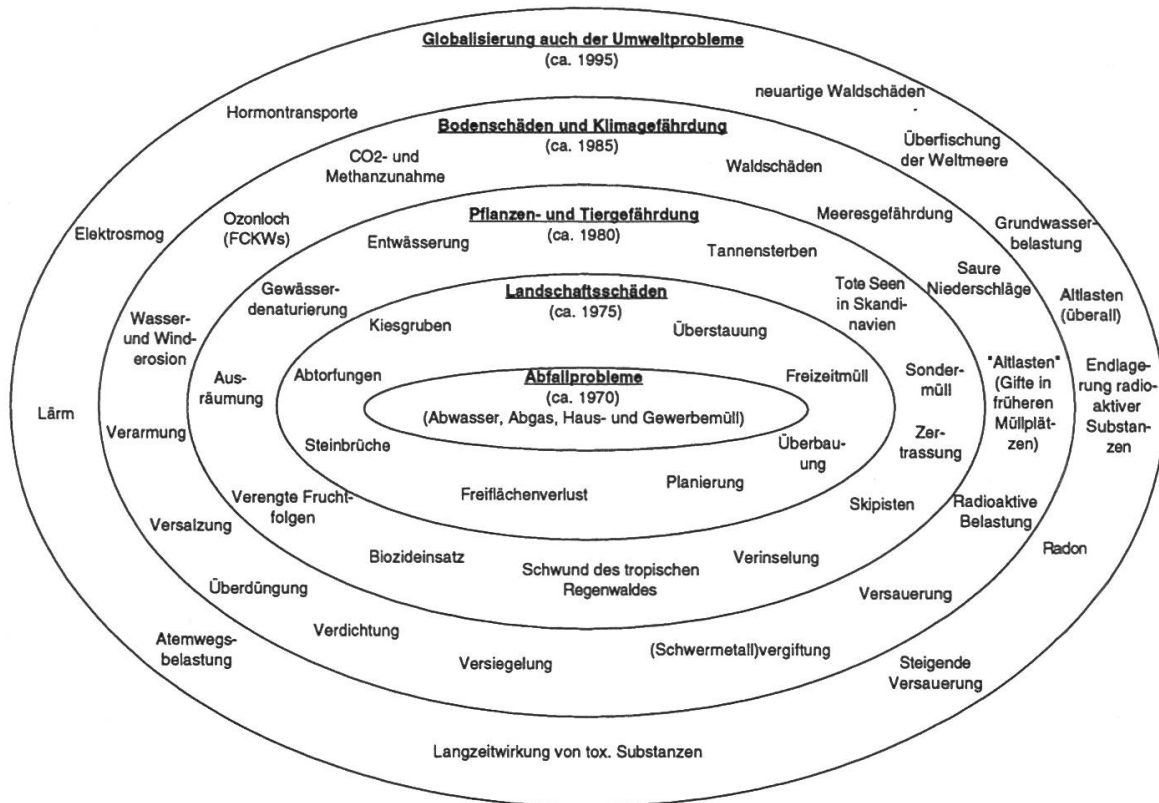 Globalisierung auch der Umweltprobleme
(ca. 1995)
neuartige Waldschäden
Hormontransporte
Überfischung
der Weltmeere
Elektrosmog
Grundwasser-
belastung
Altlasten
(überall)
Endlage-
rung radio-
aktiver
Substan-
zen
Lärm
Radon
Atemwegs-
belastung
Steigende
Versauerung
Langzeitwirkung von tox. Substanzen
Bodenschäden und Klimagefährdung
(ca. 1985)
CO2- und
Methanzunahme
Waldschäden
Ozonloch
(FCKWs)
Meeresgefährdung
Saure
Niederschläge
Wasser-
und Wind-
erosion
"Altlasten"
(Gifte in
früheren
Müllplät-
zen)
Verarmung
Versalzung
Radioaktive
Belastung
Überdüngung
Versauerung
Verdichtung
Versiegelung
(Schwermetall)vergiftung
Pflanzen- und Tiergefährdung
(ca. 1980)
Entwässerung
Tannensterben
Gewässer-
denaturierung
Tote Seen
in Skandi-
navien
Aus-
räumung
Sonder-
müll
Zer-
trassung
Verengte Frucht-
folgen
Skipisten
Biozideinsatz
Schwund des tropischen
Regenwaldes
Verinselung
Landschaftsschäden
(ca. 1975)
Kiesgruben
Überstauung
Abtorfungen
Freizeitmüll
Steinbrüche
Überbau-
ung
Freiflächenverlust
Planierung
Abfallprobleme
(ca. 1970)
(Abwasser, Abgas, Haus- und Gewerbemüll)